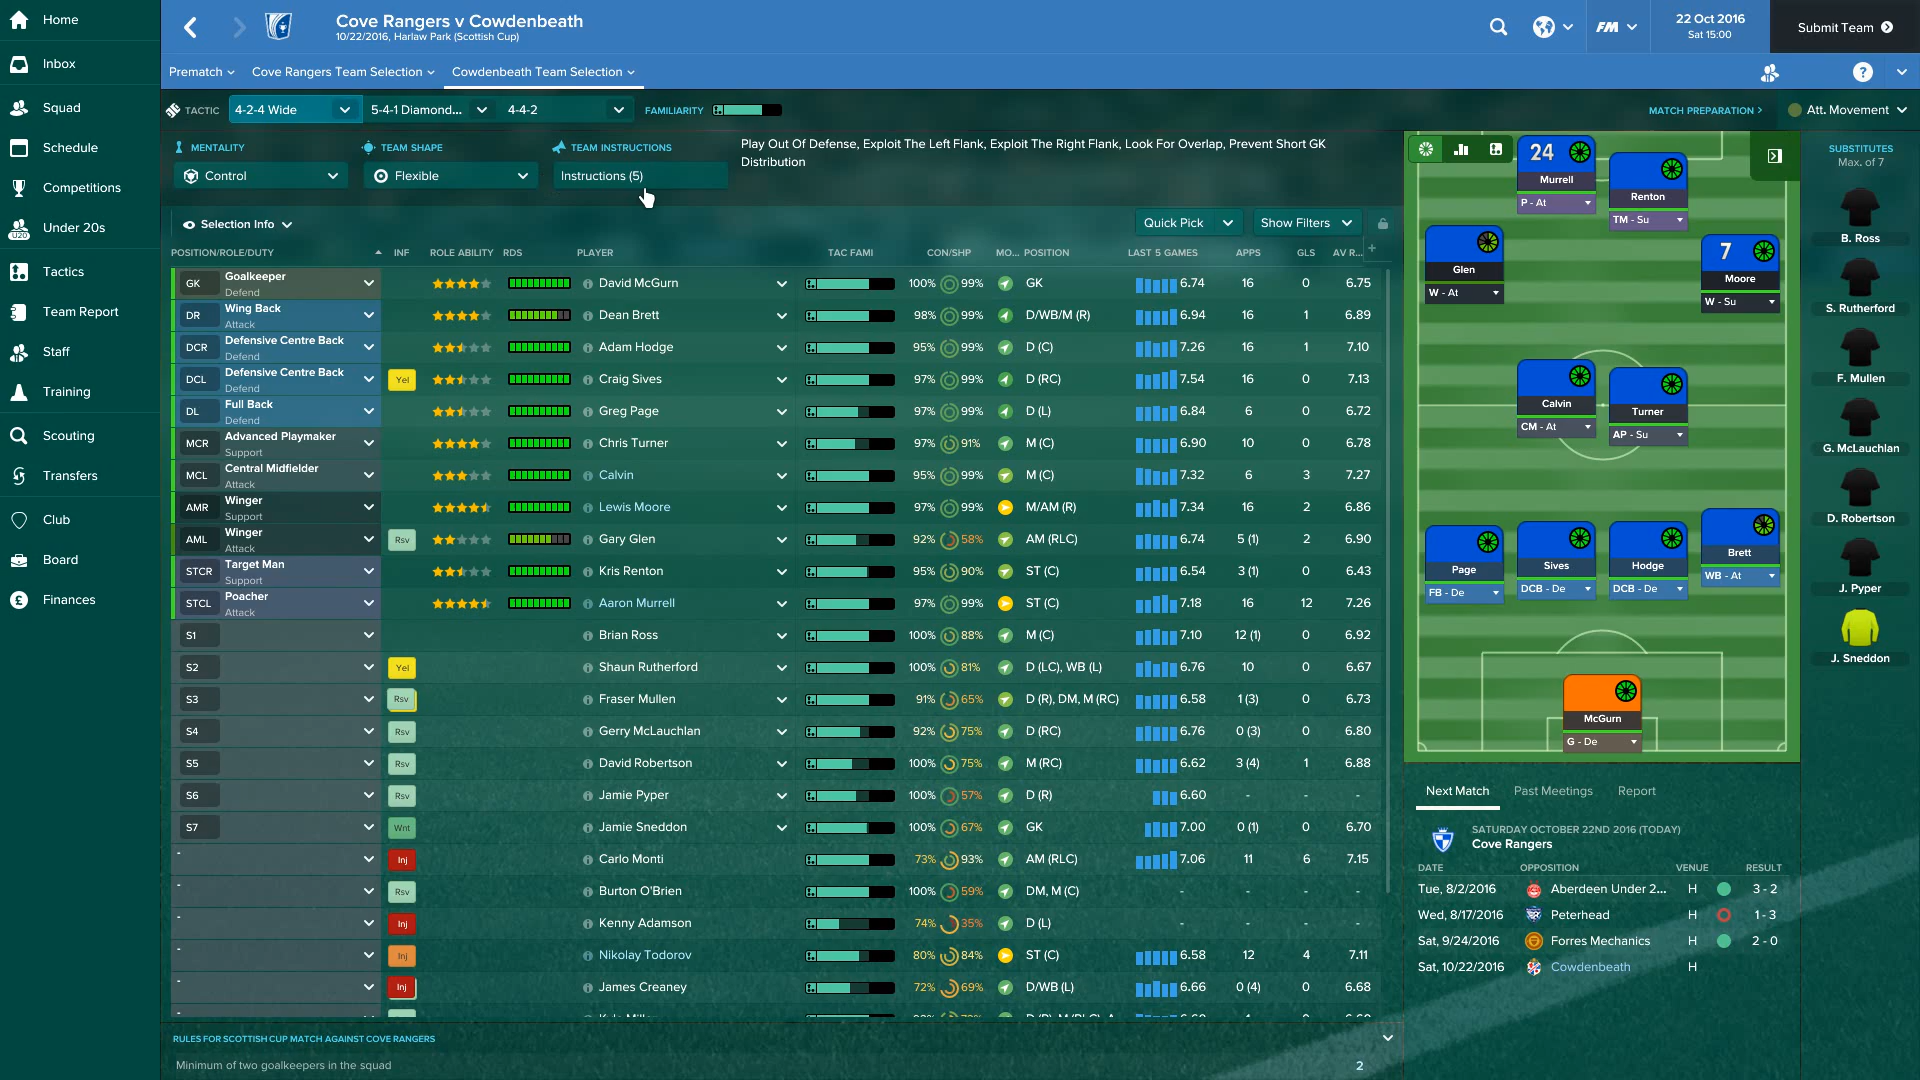 Home
Inbox
Squad
Schedule
Competitions
Under 20s
Tactics
Team Report
Staff
Training
Scouting
Transfers
Club
Board
Finances
Cove Rangers v Cowdenbeath
10/22/2016, Harlaw Park (Scottish Cup)
FM
22 Oct 2016
Sat 15:00
Submit Team
Prematch
Cove Rangers Team Selection
Cowdenbeath Team Selection
?
TACTIC
4-2-4 Wide
5-4-1 Diamond...
4-4-2
FAMILIARITY
MATCH PREPARATION >
Att. Movement
MENTALITY
TEAM SHAPE
TEAM INSTRUCTIONS
Control
Flexible
Instructions (5)
Play Out Of Defense, Exploit The Left Flank, Exploit The Right Flank, Look For Overlap, Prevent Short GK
Distribution
Selection Info
Quick Pick
Show Filters
POSITION/ROLE/DUTY INF ROLE ABILITY RDS PLAYER TAC FAMI CON/SHP MO... POSITION LAST 5 GAMES APPS GLS AV R...
GK Goalkeeper Defend David McGurn 100% 99% GK 6.74 16 0 6.75
DR Wing Back Attack Dean Brett 98% 99% D/WB/M (R) 6.94 16 1 6.89
DCR Defensive Centre Back Defend Adam Hodge 95% 99% D (C) 7.26 16 1 7.10
DCL Defensive Centre Back Defend Yel Craig Sives 97% 99% D (RC) 7.54 16 0 7.13
DL Full Back Defend Greg Page 97% 99% D (L) 6.84 6 0 6.72
MCR Advanced Playmaker Support Chris Turner 97% 91% M (C) 6.90 10 0 6.78
MCL Central Midfielder Attack Calvin 95% 99% M (C) 7.32 6 3 7.27
AMR Winger Support Lewis Moore 97% 99% M/AM (R) 7.34 16 2 6.86
AML Winger Attack Rsv Gary Glen 92% 58% AM (RLC) 6.74 5 (1) 2 6.90
STCR Target Man Support Kris Renton 95% 90% ST (C) 6.54 3 (1) 0 6.43
STCL Poacher Attack Aaron Murrell 97% 99% ST (C) 7.18 16 12 7.26
S1 Brian Ross 100% 88% M (C) 7.10 12 (1) 0 6.92
S2 Yel Shaun Rutherford 100% 81% D (LC), WB (L) 6.76 10 0 6.67
S3 Rsv Fraser Mullen 91% 65% D (R), DM, M (RC) 6.58 1 (3) 0 6.73
S4 Rsv Gerry McLauchlan 92% 75% D (RC) 6.76 0 (3) 0 6.80
S5 Rsv David Robertson 100% 75% M (RC) 6.62 3 (4) 1 6.88
S6 Rsv Jamie Pyper 100% 57% D (R) 6.60 - - -
S7 Wnt Jamie Sneddon 100% 67% GK 7.00 0 (1) 0 6.70
- Inj Carlo Monti 73% 93% AM (RLC) 7.06 11 6 7.15
- Rsv Burton O'Brien 100% 59% DM, M (C) - - - -
- Inj Kenny Adamson 74% 35% D (L) - - - -
- Inj Nikolay Todorov 80% 84% ST (C) 6.58 12 4 7.11
- Inj James Creaney 72% 69% D/WB (L) 6.66 0 (4) 0 6.68
RULES FOR SCOTTISH CUP MATCH AGAINST COVE RANGERS
Minimum of two goalkeepers in the squad 2
24
Murrell
P - At
Renton
TM - Su
Glen
W - At
7
Moore
W - Su
Calvin
CM - At
Turner
AP - Su
Page
FB - De
Sives
DCB - De
Hodge
DCB - De
Brett
WB - At
McGurn
G - De
SUBSTITUTES
Max. of 7
B. Ross
S. Rutherford
F. Mullen
G. McLauchlan
D. Robertson
J. Pyper
J. Sneddon
Next Match
Past Meetings
Report
SATURDAY OCTOBER 22ND 2016 (TODAY)
Cove Rangers
DATE OPPOSITION VENUE RESULT
Tue, 8/2/2016 Aberdeen Under 2... H 3 - 2
Wed, 8/17/2016 Peterhead H 1 - 3
Sat, 9/24/2016 Forres Mechanics H 2 - 0
Sat, 10/22/2016 Cowdenbeath H